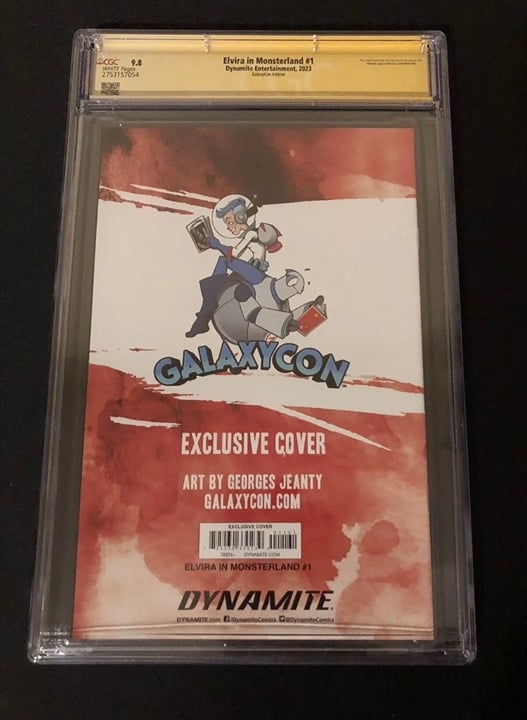 CGC 9.8
WHITE Pages
2753157054
Elvira in Monsterland #1
Dynamite Entertainment, 2023
GalaxyCon Edition
GALAXYCON
EXCLUSIVE COVER
ART BY GEORGES JEANTY
GALAXYCON.COM
EXCLUSIVE COVER
TEEN+ DYNAMITE.COM
ELVIRA IN MONSTERLAND #1
DYNAMITE.
DYNAMITE.com /DynamiteComics @DynamiteComics